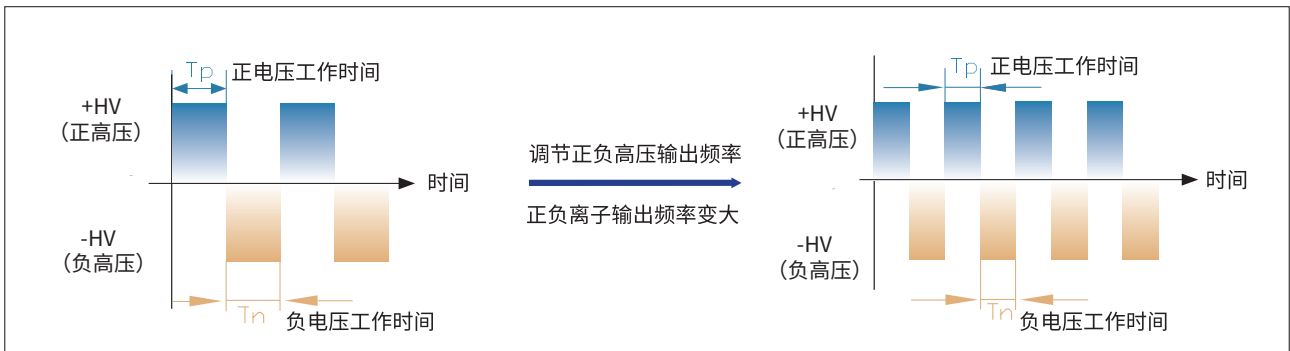 Tp 正电压工作时间
+HV
（正高压）
时间
-HV
（负高压）
Tn 负电压工作时间
调节正负高压输出频率
正负离子输出频率变大
Tp 正电压工作时间
+HV
（正高压）
时间
-HV
（负高压）
Tn 负电压工作时间